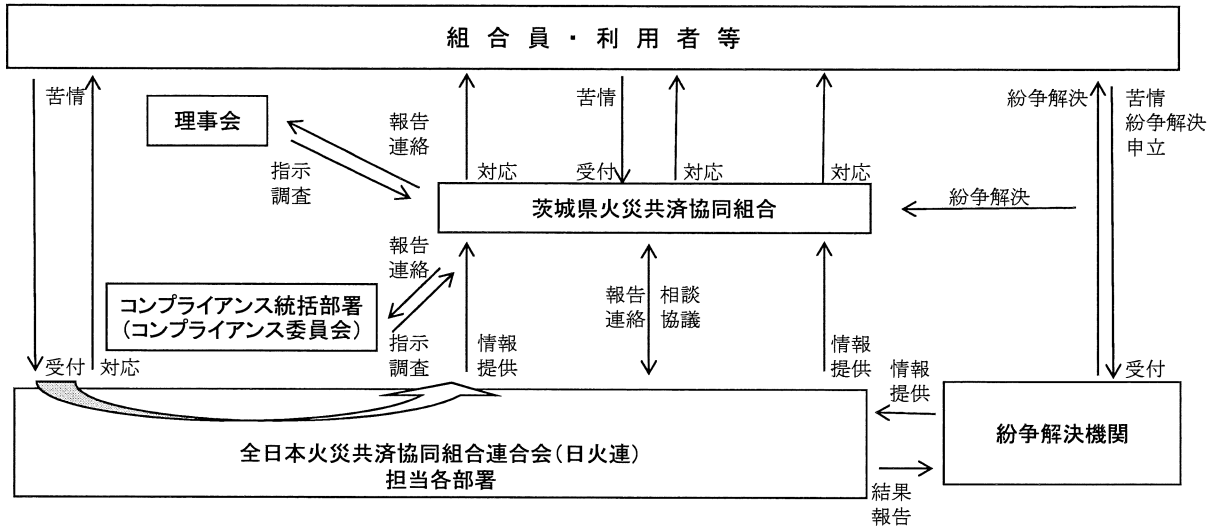 組合員・利用者等
苦情
苦情
紛争解決
苦情
紛争解決
申立
理事会
報告
連絡
指示
調査
対応
受付
対応
対応
茨城県火災共済協同組合
紛争解決
報告
連絡
コンプライアンス統括部署
(コンプライアンス委員会)
報告
連絡
相談
協議
指示
調査
情報
提供
情報
提供
受付
対応
情報
提供
受付
全日本火災共済協同組合連合会(日火連)
担当各部署
紛争解決機関
結果
報告